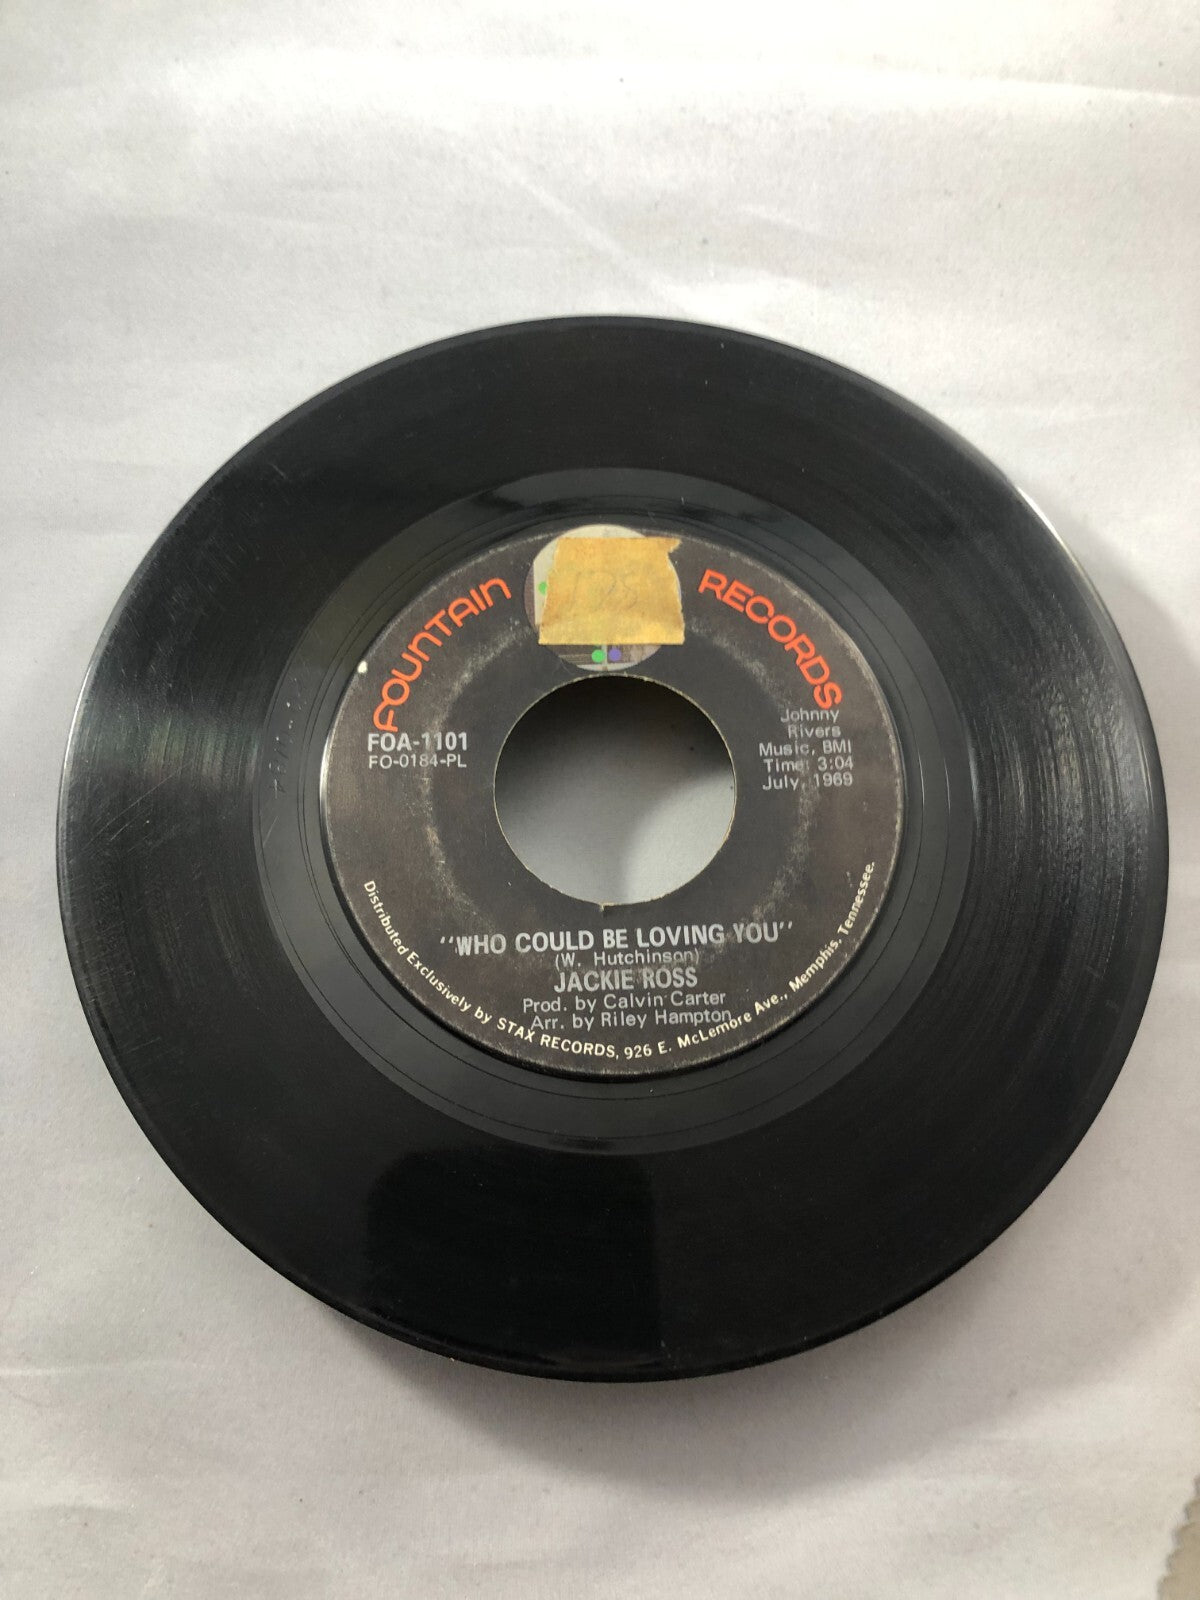 FOUNTAIN RECORDS
FOA-1101
FO-0184-PL
Johnny
Rivers
Music, BMI
Time: 3:04
July, 1969
"WHO COULD BE LOVING YOU"
(W. Hutchinson)
JACKIE ROSS
Prod. by Calvin Carter
Arr. by Riley Hampton
Distributed Exclusively by STAX RECORDS, 926 E. McLemore Ave., Memphis, Tennessee.